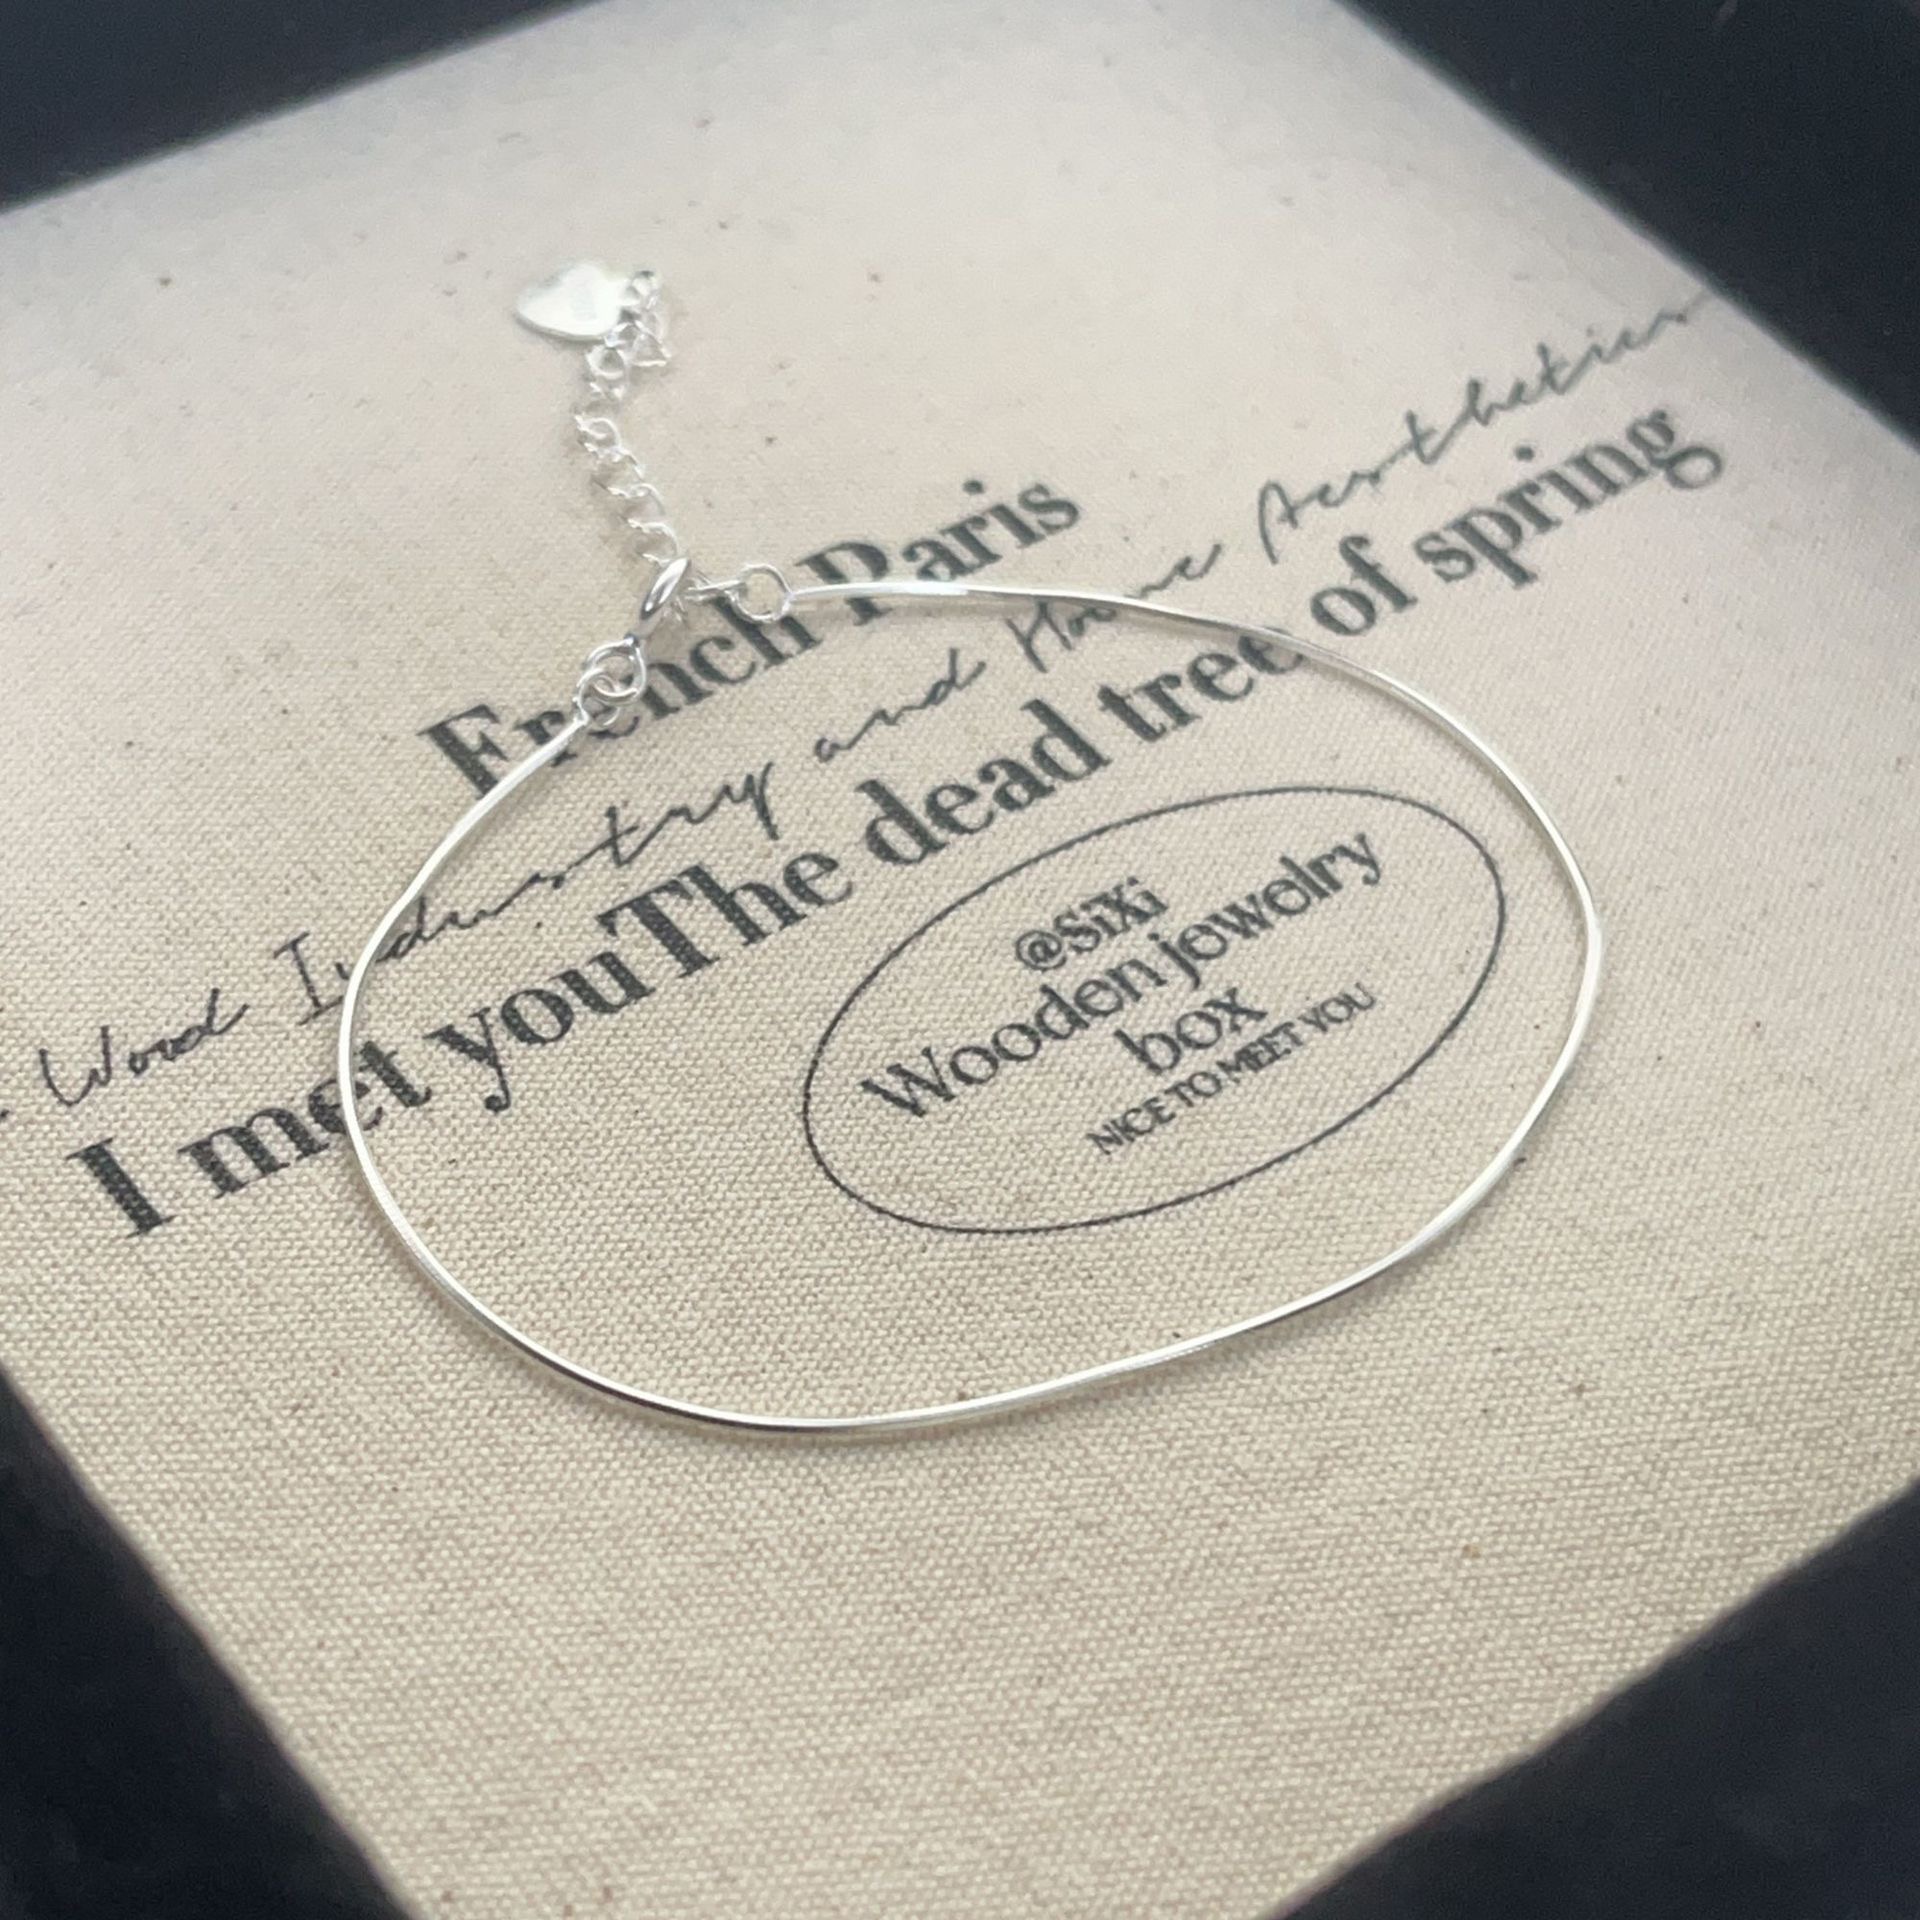 French Paris
Wood Industry and Home Aesthetics
I met youThe dead tree of spring
@SiXi
Wooden jewelry
box
NICE TO MEET YOU